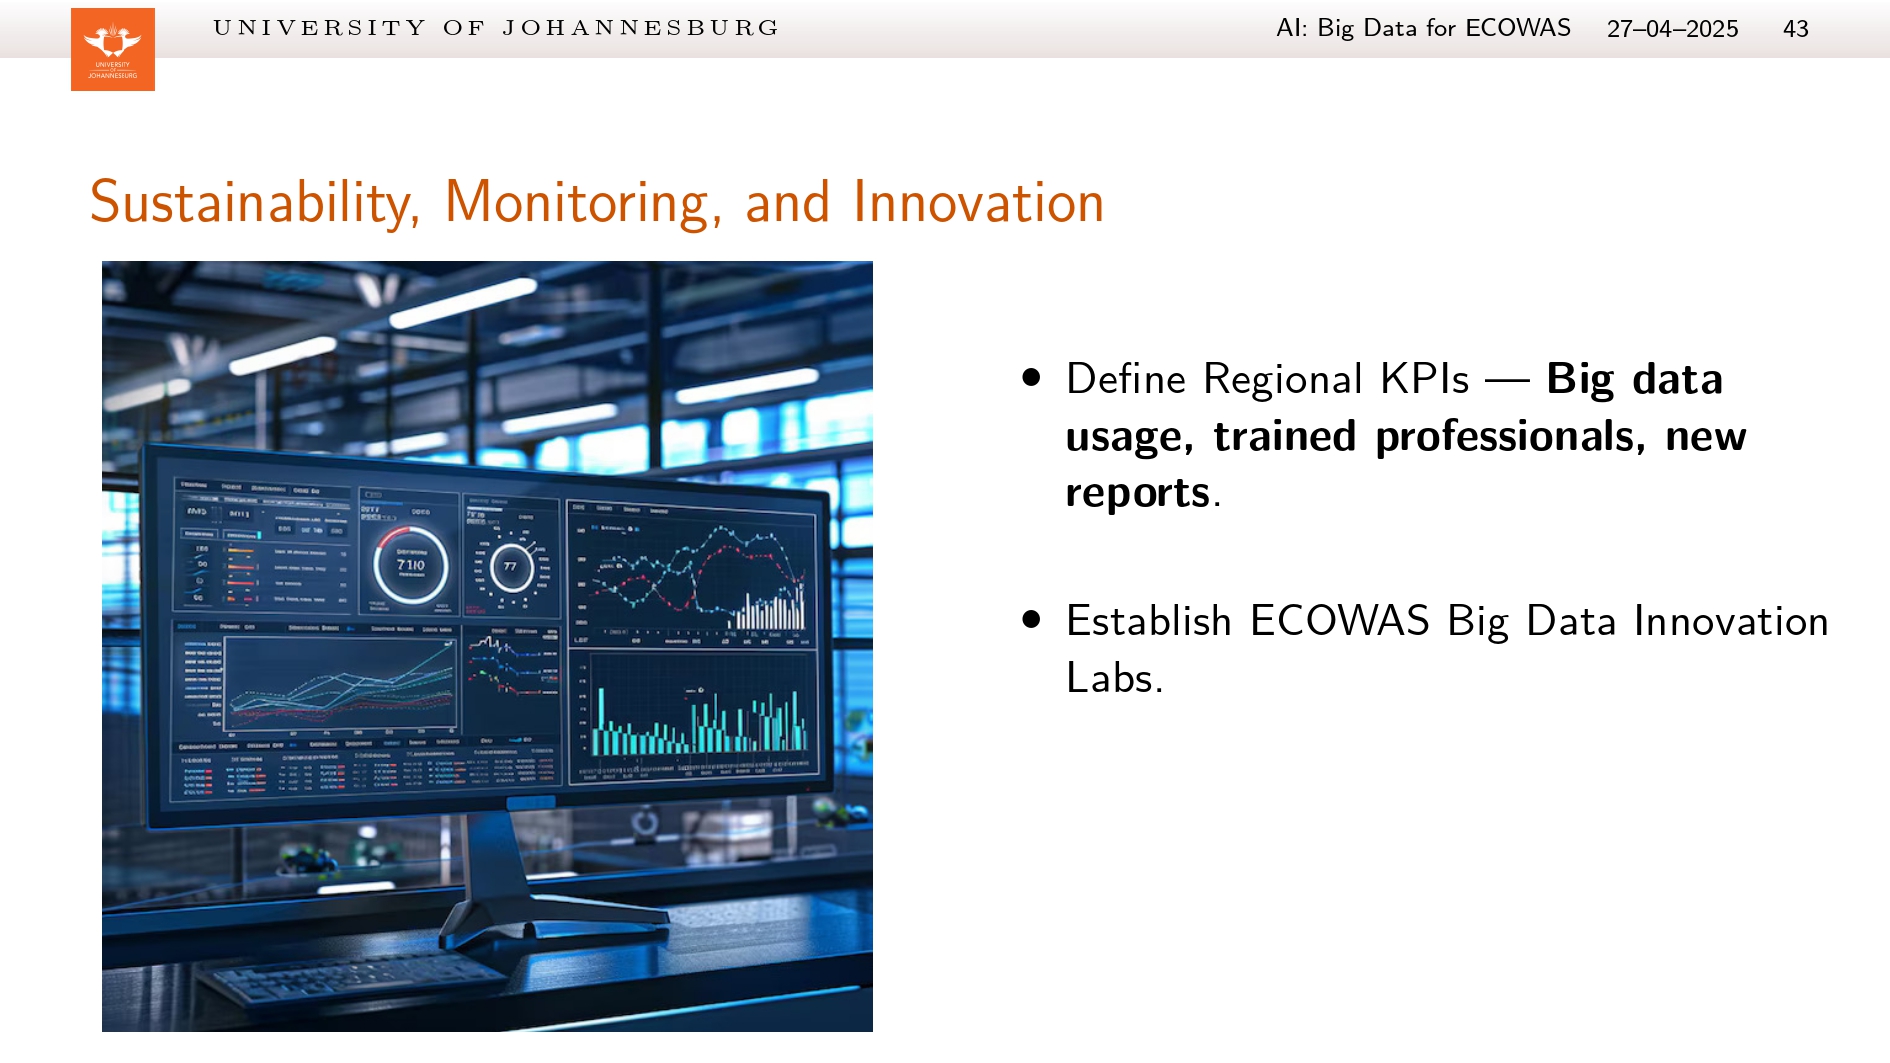 UNIVERSITY OF JOHANNESBURG
AI: Big Data for ECOWAS 27–04–2025 43
UNIVERSITY
OF
JOHANNESBURG
Sustainability, Monitoring, and Innovation
• Define Regional KPIs — Big data
usage, trained professionals, new
reports.
• Establish ECOWAS Big Data Innovation
Labs.
7110
77